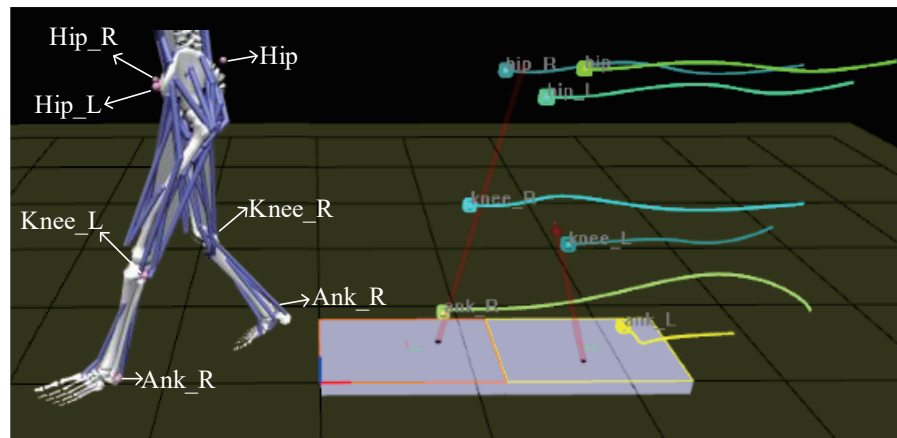 Hip_R
Hip
Hip_L
Knee_L
Knee_R
Ank_R
Ank_R
hip_R
hip
hip_L
knee_R
knee_L
ank_R
ank_L